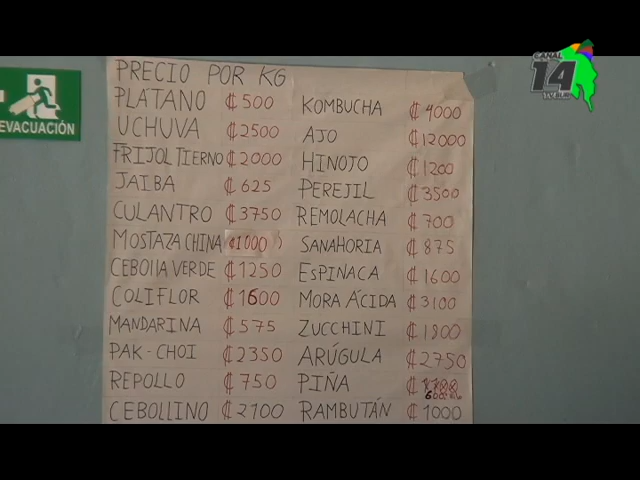 CANAL
14
TV SUR
EVACUACIÓN
PRECIO POR KG
PLÁTANO ₡500
UCHUVA ₡2500
FRIJOL TIERNO ₡2000
JAIBA ₡625
CULANTRO ₡3750
MOSTAZA CHINA ₡1000
CEBOllA VERDE ₡1250
COLIFLOR ₡1600
MANDARINA ₡575
PAK-CHOI ₡2350
REPOLLO ₡750
CEBOLLINO ₡2100
KOMBUCHA ₡4000
AJO ₡12000
HINOJO ₡1200
PEREJIL ₡3500
REMOLACHA ₡700
SANAHORIA ₡875
ESPINACA ₡1600
MORA ÁCIDA ₡3100
ZUCCHINI ₡1800
ARÚGULA ₡2750
PIÑA ₡
RAMBUTÁN ₡1000